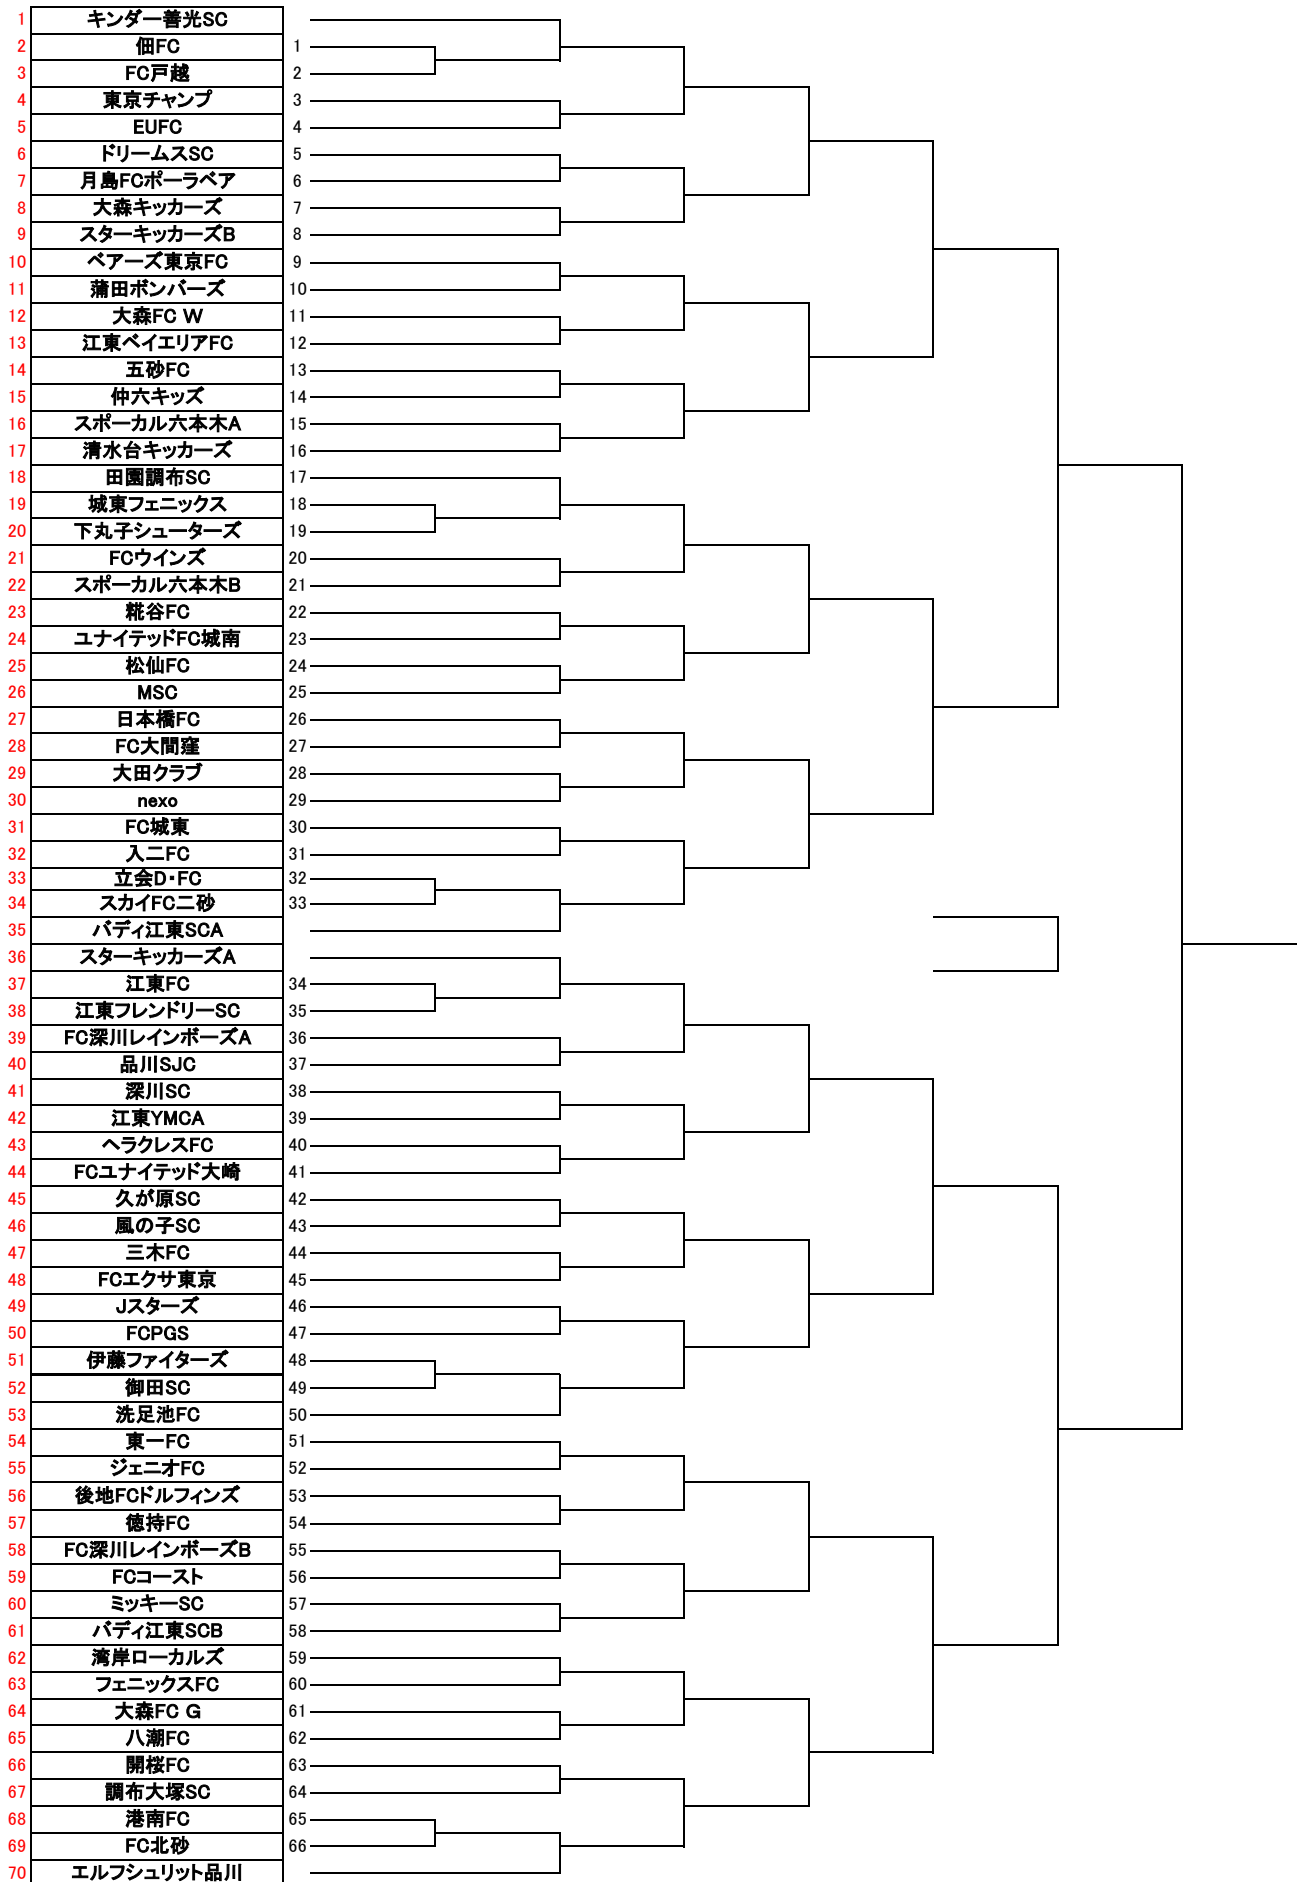 1 キンダー善光SC
2 佃FC 1
3 FC戸越 2
4 東京チャンプ 3
5 EUFC 4
6 ドリームスSC 5
7 月島FCポーラベア 6
8 大森キッカーズ 7
9 スターキッカーズB 8
10 ベアーズ東京FC 9
11 蒲田ボンバーズ 10
12 大森FC W 11
13 江東ベイエリアFC 12
14 五砂FC 13
15 仲六キッズ 14
16 スポーカル六本木A 15
17 清水台キッカーズ 16
18 田園調布SC 17
19 城東フェニックス 18
20 下丸子シューターズ 19
21 FCウインズ 20
22 スポーカル六本木B 21
23 糀谷FC 22
24 ユナイテッドFC城南 23
25 松仙FC 24
26 MSC 25
27 日本橋FC 26
28 FC大間窪 27
29 大田クラブ 28
30 nexo 29
31 FC城東 30
32 入二FC 31
33 立会D・FC 32
34 スカイFC二砂 33
35 バディ江東SCA
36 スターキッカーズA
37 江東FC 34
38 江東フレンドリーSC 35
39 FC深川レインボーズA 36
40 品川SJC 37
41 深川SC 38
42 江東YMCA 39
43 ヘラクレスFC 40
44 FCユナイテッド大崎 41
45 久が原SC 42
46 風の子SC 43
47 三木FC 44
48 FCエクサ東京 45
49 Jスターズ 46
50 FCPGS 47
51 伊藤ファイターズ 48
52 御田SC 49
53 洗足池FC 50
54 東一FC 51
55 ジェニオFC 52
56 後地FCドルフィンズ 53
57 徳持FC 54
58 FC深川レインボーズB 55
59 FCコースト 56
60 ミッキーSC 57
61 バディ江東SCB 58
62 湾岸ローカルズ 59
63 フェニックスFC 60
64 大森FC G 61
65 八潮FC 62
66 開桜FC 63
67 調布大塚SC 64
68 港南FC 65
69 FC北砂 66
70 エルフシュリット品川